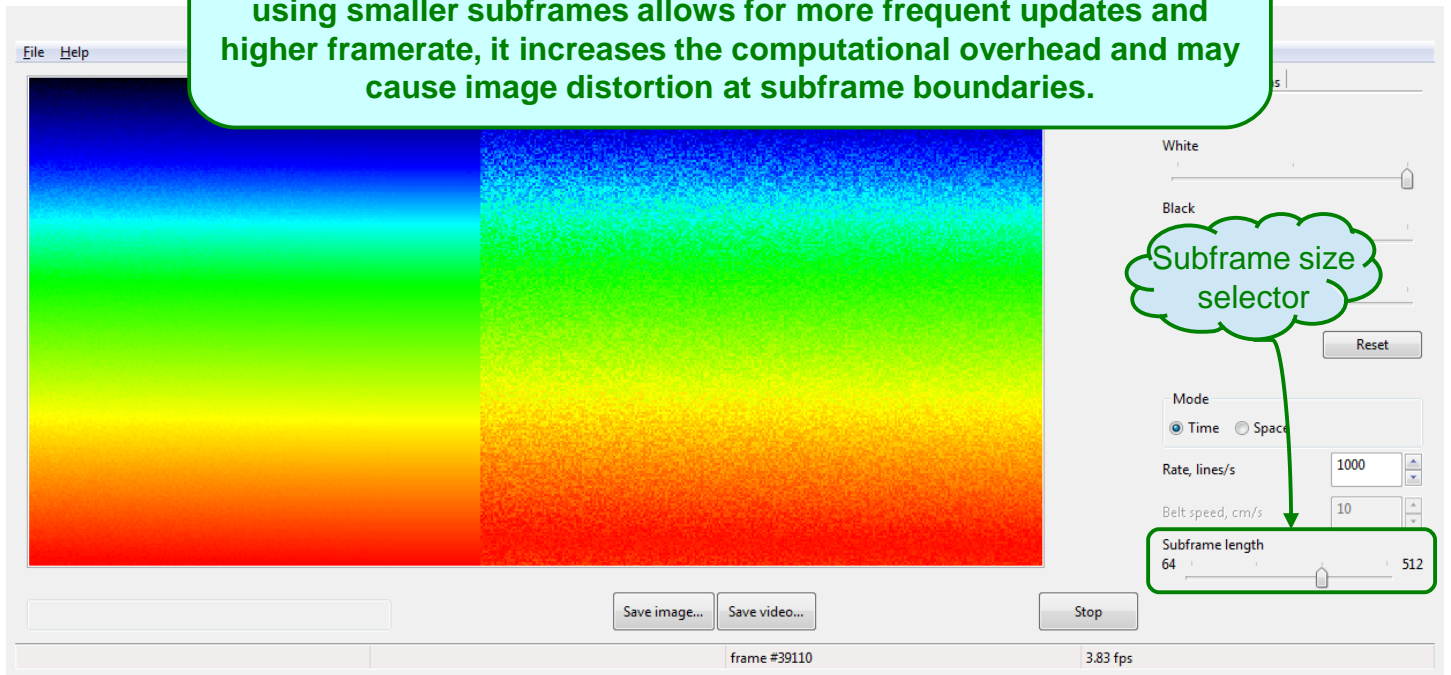 using smaller subframes allows for more frequent updates and
higher framerate, it increases the computational overhead and may
cause image distortion at subframe boundaries.
File Help
White
Black
Subframe size
selector
Reset
Mode
Time Space
Rate, lines/s 1000
Belt speed, cm/s 10
Subframe length
64 512
Save image... Save video... Stop
frame #39110 3.83 fps